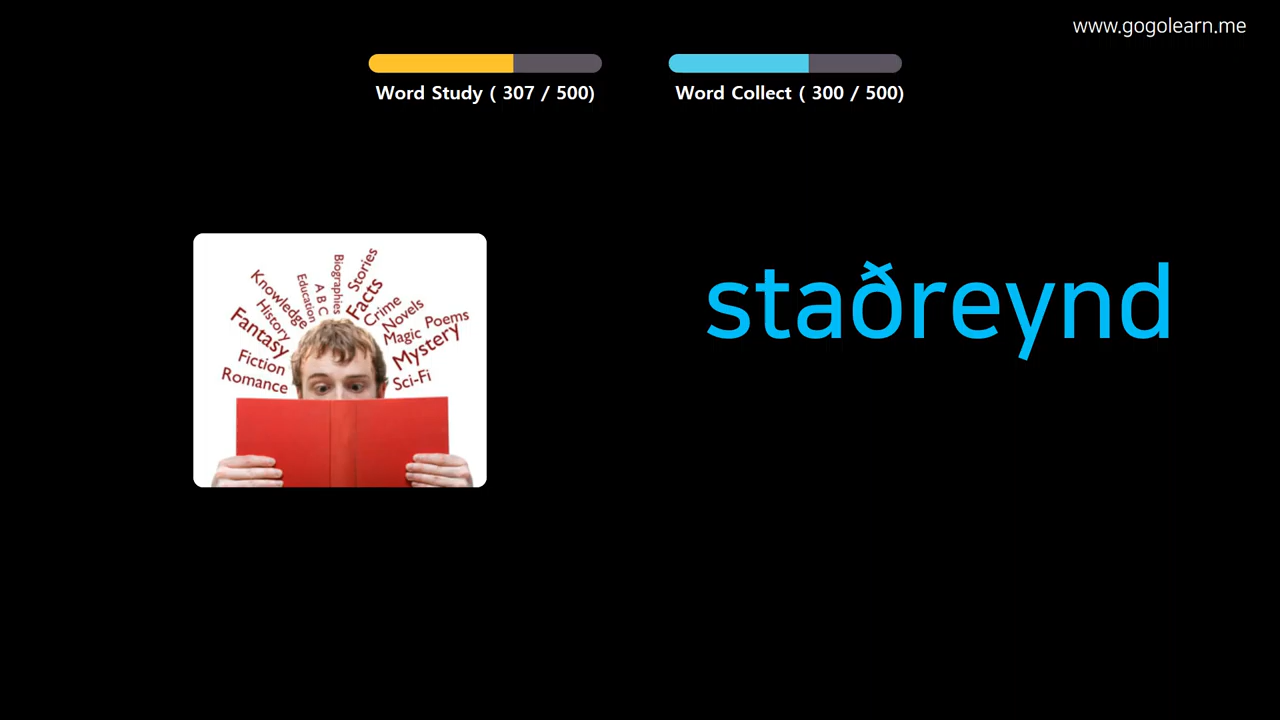 www.gogolearn.me
Word Study ( 307 / 500)
Word Collect ( 300 / 500)
staðreynd
Stories
Biographies
Facts
Knowledge
Education
A B C
Crime
History
Novels
Fantasy
Poems
Magic
Mystery
Fiction
Romance
Sci-Fi